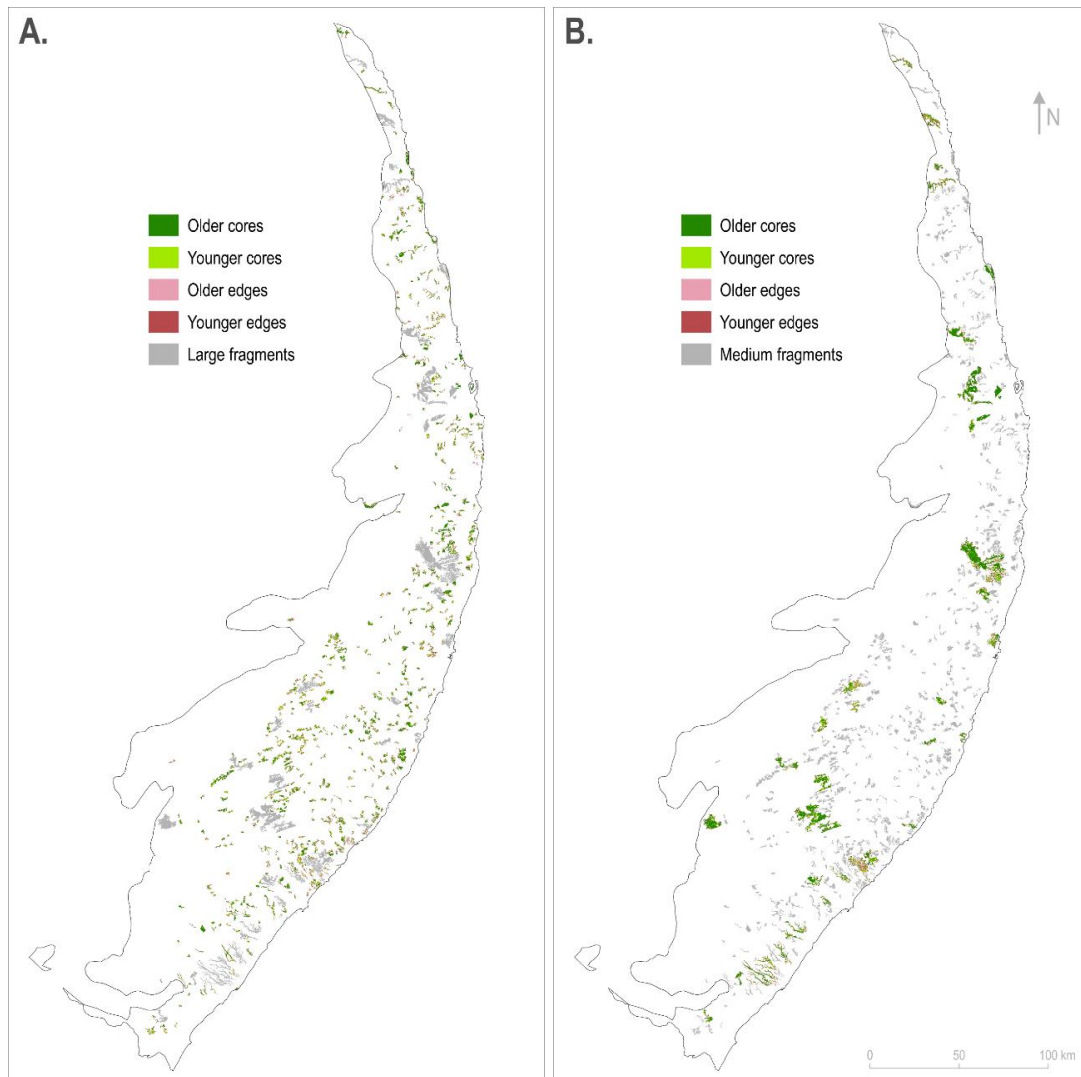 A.
Older cores
Younger cores
Older edges
Younger edges
Large fragments
B.
N
Older cores
Younger cores
Older edges
Younger edges
Medium fragments
0 50 100 km